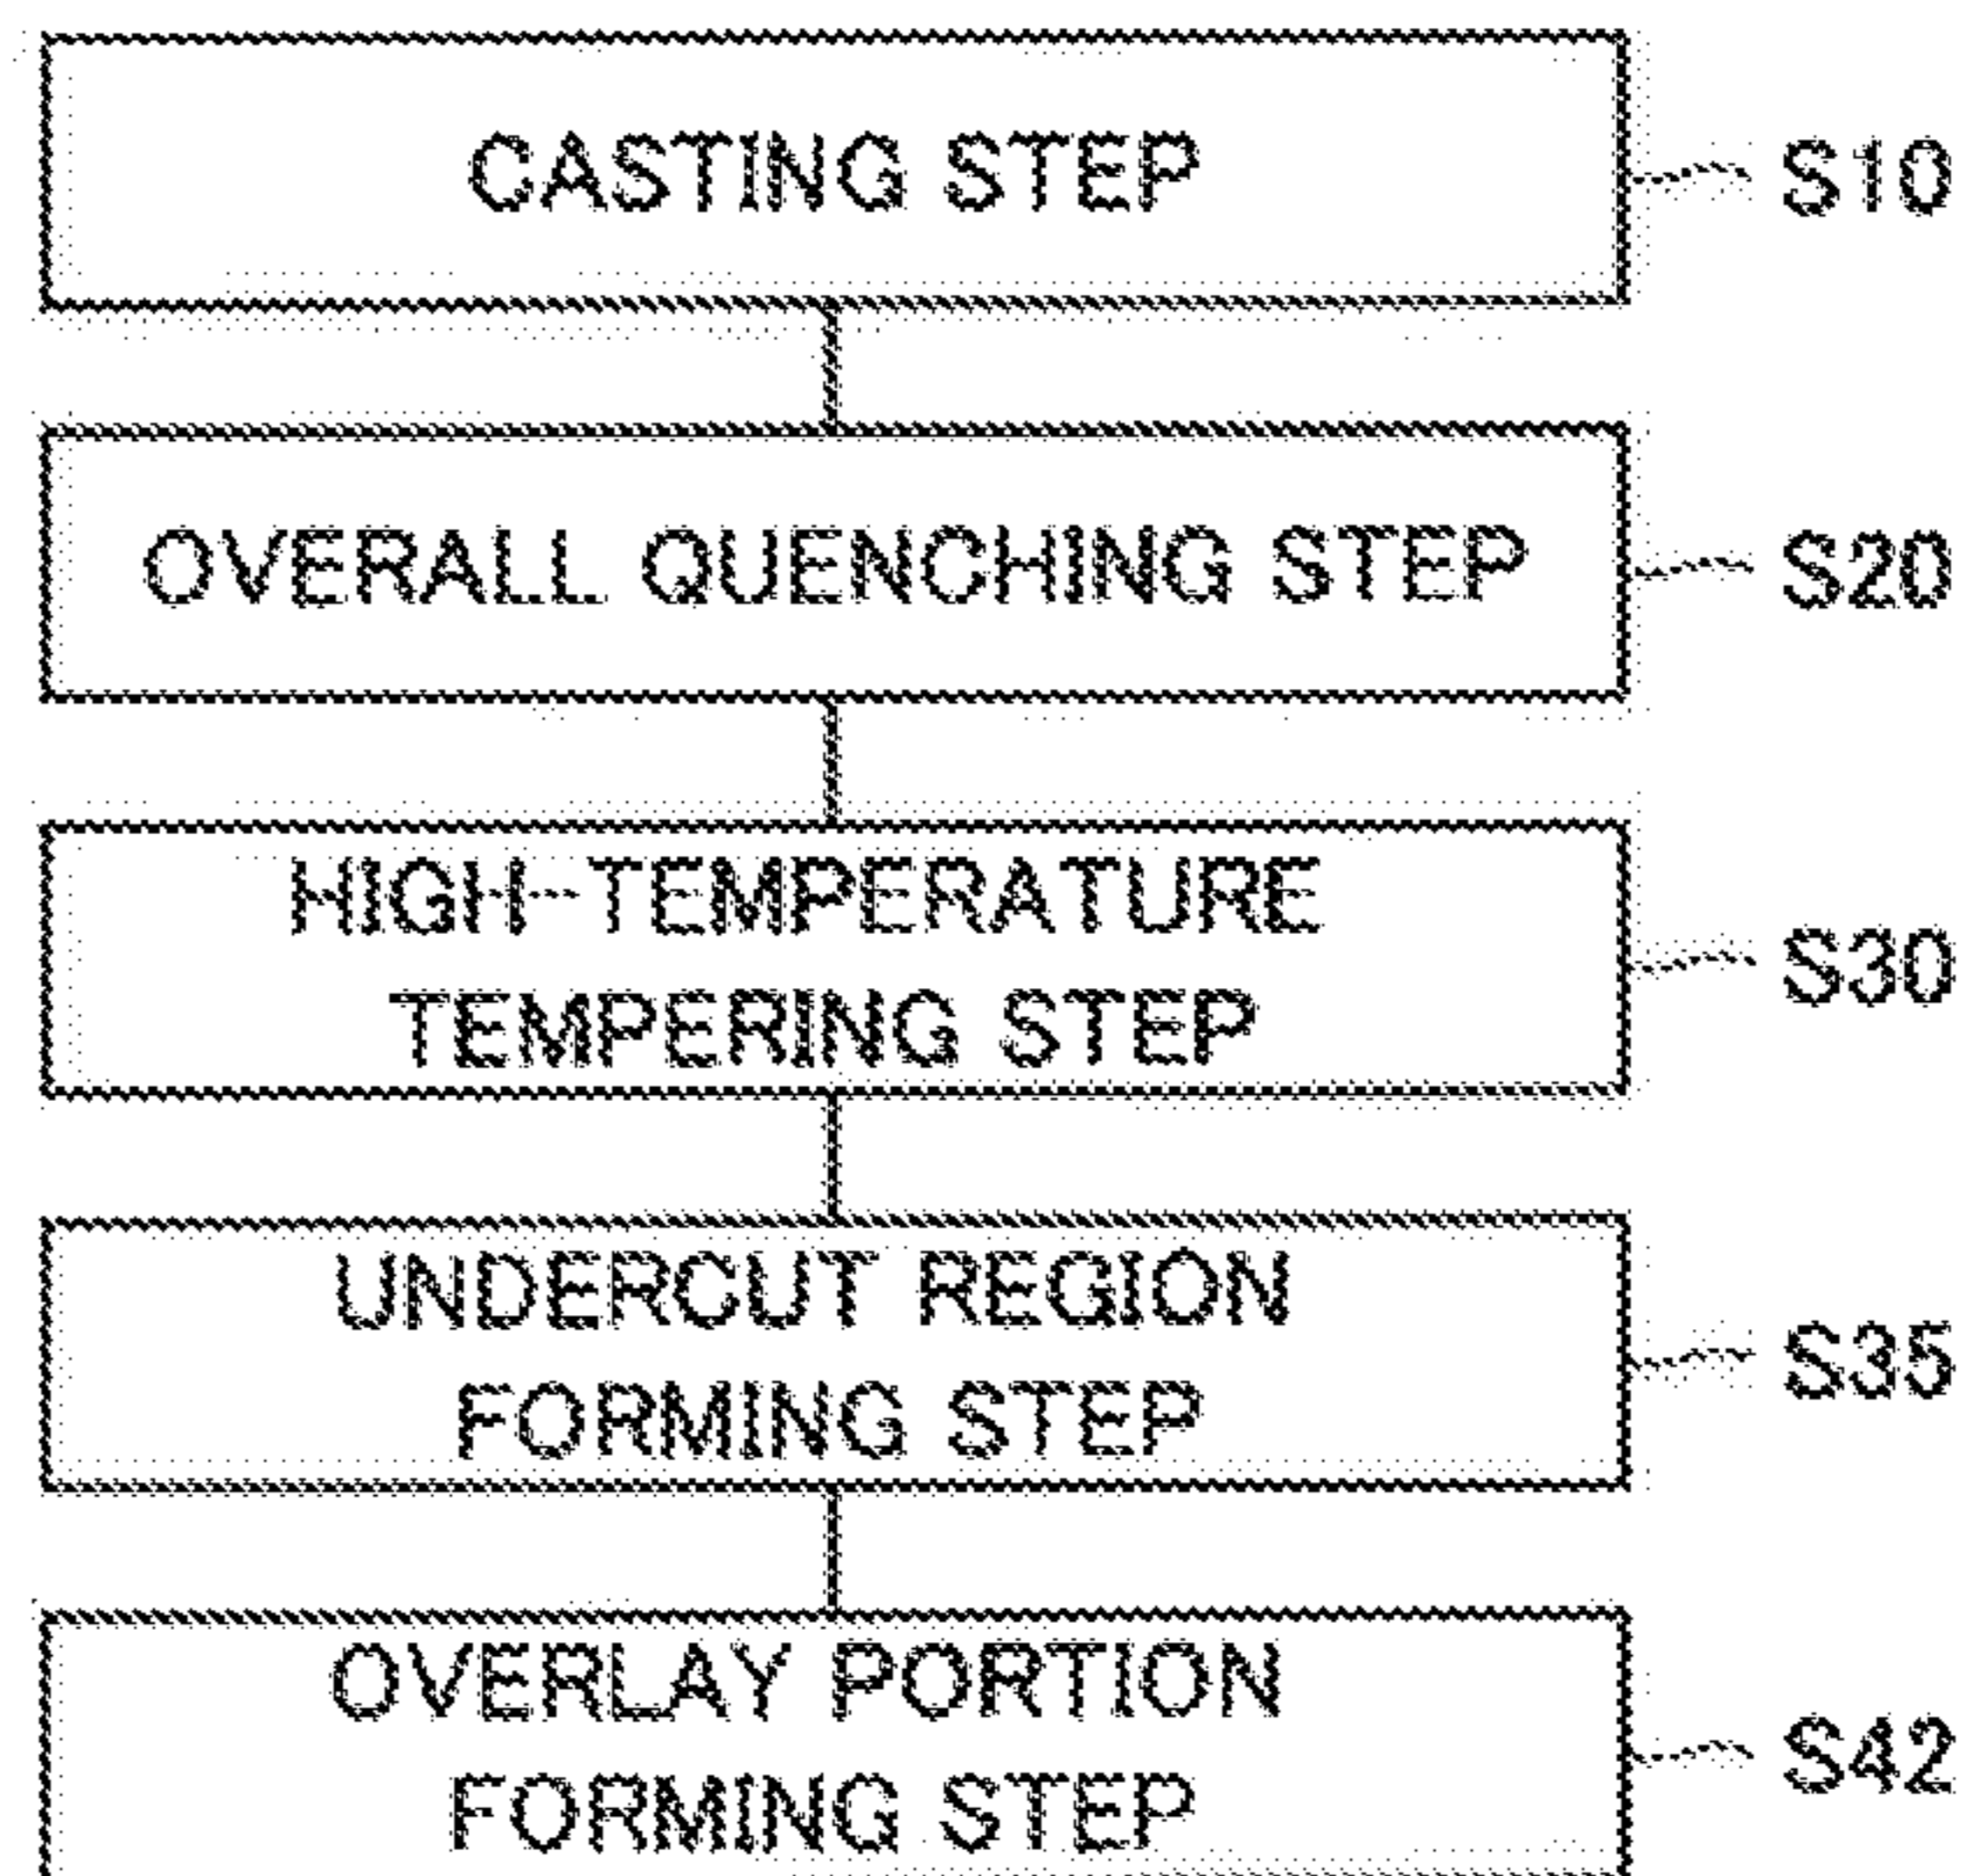 CASTING STEP
S10
OVERALL QUENCHING STEP
S20
HIGH-TEMPERATURE
TEMPERING STEP
S30
UNDERCUT REGION
FORMING STEP
S35
OVERLAY PORTION
FORMING STEP
S42